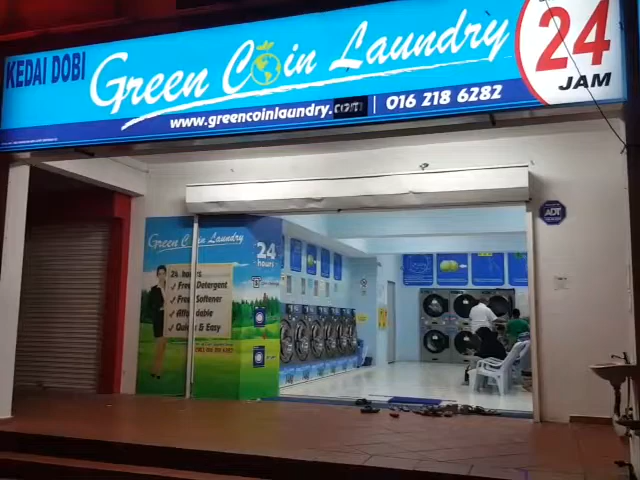 KEDAI DOBI
Green Coin Laundry
24
JAM
www.greencoinlaundry.com | 016 218 6282
ADT
Green Coin Laundry
24
hours
24 hours
✓ Free Detergent
✓ Free Softener
✓ Affordable
✓ Quick & Easy